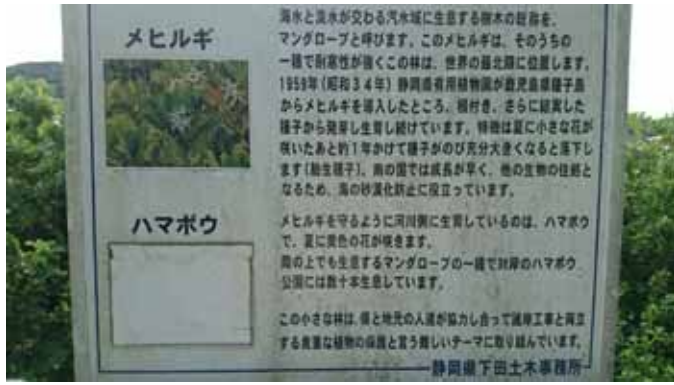 メヒルギ
海水と淡水が交わる汽水域に生息する樹木の総称を、
マングローブと呼びます。このメヒルギは、そのうちの
一種で耐寒性が強くこの林は、世界の最北限に位置します。
1959年(昭和34年)静岡県有用植物園が鹿児島県種子島
からメヒルギを導入したところ、根付き、さらに結実した
種子から発芽し生育し続けています。特徴は夏に小さな花が
咲いたあと約1年かけて種子がのび充分大きくなると落下し
ます(胎生種子)。南の国では成長が早く、他の生物の住処と
なるため、海の砂漠化防止に役立っています。
ハマボウ
メヒルギを守るように河川側に生育しているのは、ハマボウ
で、夏に黄色の花が咲きます。
陸の上でも生息するマングローブの一種で対岸のハマボウ
公園には数十本生息しています。
この小さな林は、県と地元の人達が協力し合って護岸工事と両立
する貴重な植物の保護と言う難しいテーマに取り組んでいます。
静岡県下田土木事務所